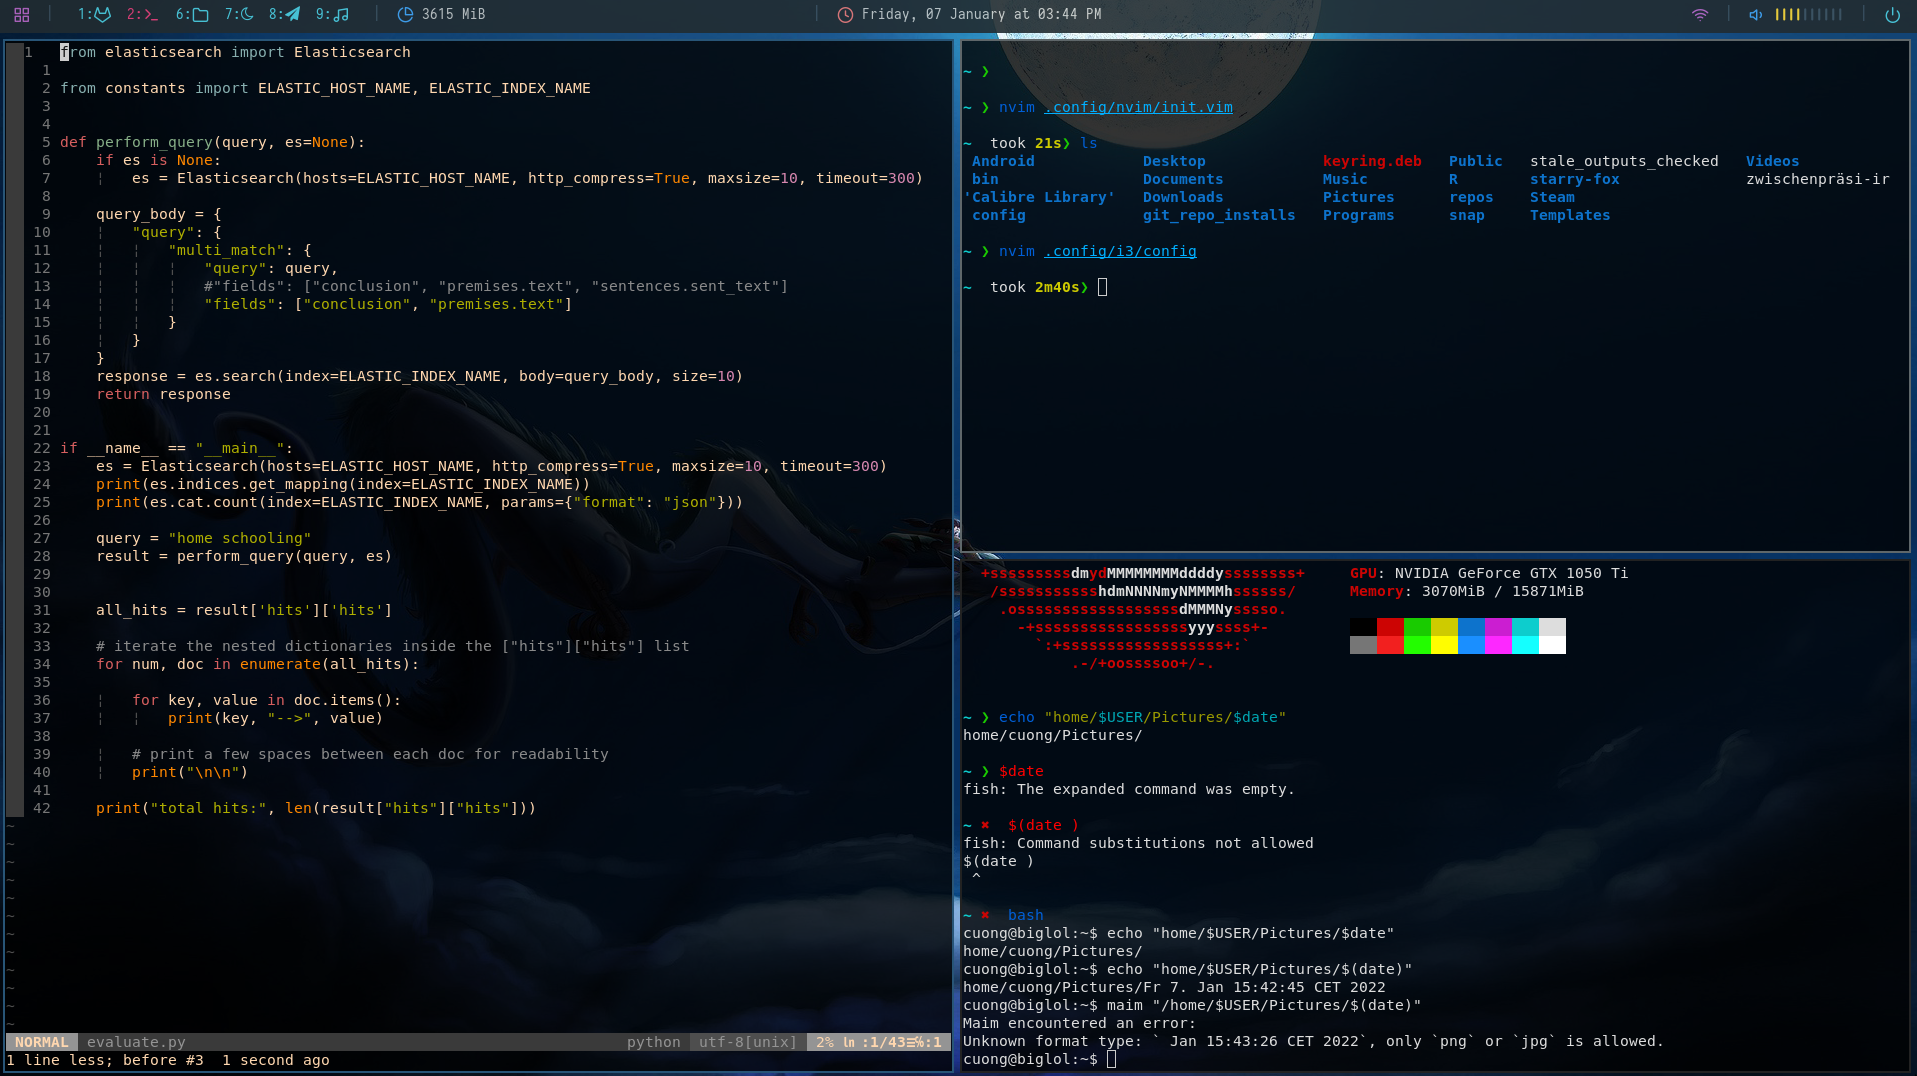 1: 2: 6: 7: 8: 9: 3615 MiB Friday, 07 January at 03:44 PM
1 from elasticsearch import Elasticsearch
1
2 from constants import ELASTIC_HOST_NAME, ELASTIC_INDEX_NAME
3
4
5 def perform_query(query, es=None):
6 if es is None:
7 ¦ es = Elasticsearch(hosts=ELASTIC_HOST_NAME, http_compress=True, maxsize=10, timeout=300)
8
9 query_body = {
10 ¦ "query": {
11 ¦ ¦ "multi_match": {
12 ¦ ¦ ¦ "query": query,
13 ¦ ¦ ¦ #"fields": ["conclusion", "premises.text", "sentences.sent_text"]
14 ¦ ¦ ¦ "fields": ["conclusion", "premises.text"]
15 ¦ ¦ }
16 ¦ }
17 }
18 response = es.search(index=ELASTIC_INDEX_NAME, body=query_body, size=10)
19 return response
20
21
22 if __name__ == "__main__":
23 es = Elasticsearch(hosts=ELASTIC_HOST_NAME, http_compress=True, maxsize=10, timeout=300)
24 print(es.indices.get_mapping(index=ELASTIC_INDEX_NAME))
25 print(es.cat.count(index=ELASTIC_INDEX_NAME, params={"format": "json"}))
26
27 query = "home schooling"
28 result = perform_query(query, es)
29
30
31 all_hits = result['hits']['hits']
32
33 # iterate the nested dictionaries inside the ["hits"]["hits"] list
34 for num, doc in enumerate(all_hits):
35
36 ¦ for key, value in doc.items():
37 ¦ ¦ print(key, "-->", value)
38
39 ¦ # print a few spaces between each doc for readability
40 ¦ print("\n\n")
41
42 print("total hits:", len(result["hits"]["hits"]))
~
~
~
~
~
~
~
~
~
~
~
~
NORMAL evaluate.py python utf-8[unix] 2% ln :1/43☰℅:1
1 line less; before #3 1 second ago
~ ❯
~ ❯ nvim .config/nvim/init.vim
~ took 21s❯ ls
Android Desktop keyring.deb Public stale_outputs_checked Videos
bin Documents Music R starry-fox zwischenpräsi-ir
'Calibre Library' Downloads Pictures repos Steam
config git_repo_installs Programs snap Templates
~ ❯ nvim .config/i3/config
~ took 2m40s❯
+sssssssssdmydMMMMMMMMddddyssssssss+ GPU: NVIDIA GeForce GTX 1050 Ti
/ssssssssssshdmNNNNmyNMMMMhssssss/ Memory: 3070MiB / 15871MiB
.ossssssssssssssssssdMMMNysssso.
-+sssssssssssssssssyyyssss+-
`:+ssssssssssssssssss+:`
.-/+oossssoo+/-.
~ ❯ echo "home/$USER/Pictures/$date"
home/cuong/Pictures/
~ ❯ $date
fish: The expanded command was empty.
~ ✖ $(date )
fish: Command substitutions not allowed
$(date )
^
~ ✖ bash
cuong@biglol:~$ echo "home/$USER/Pictures/$date"
home/cuong/Pictures/
cuong@biglol:~$ echo "home/$USER/Pictures/$(date)"
home/cuong/Pictures/Fr 7. Jan 15:42:45 CET 2022
cuong@biglol:~$ maim "/home/$USER/Pictures/$(date)"
Maim encountered an error:
Unknown format type: ` Jan 15:43:26 CET 2022`, only `png` or `jpg` is allowed.
cuong@biglol:~$